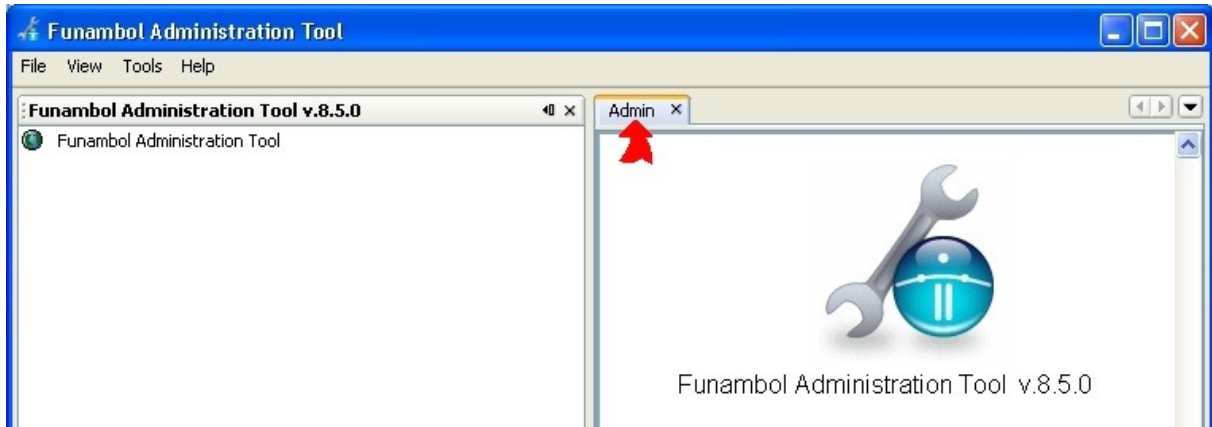 Funambol Administration Tool
File View Tools Help
Funambol Administration Tool v.8.5.0
Admin
Funambol Administration Tool
Funambol Administration Tool v.8.5.0